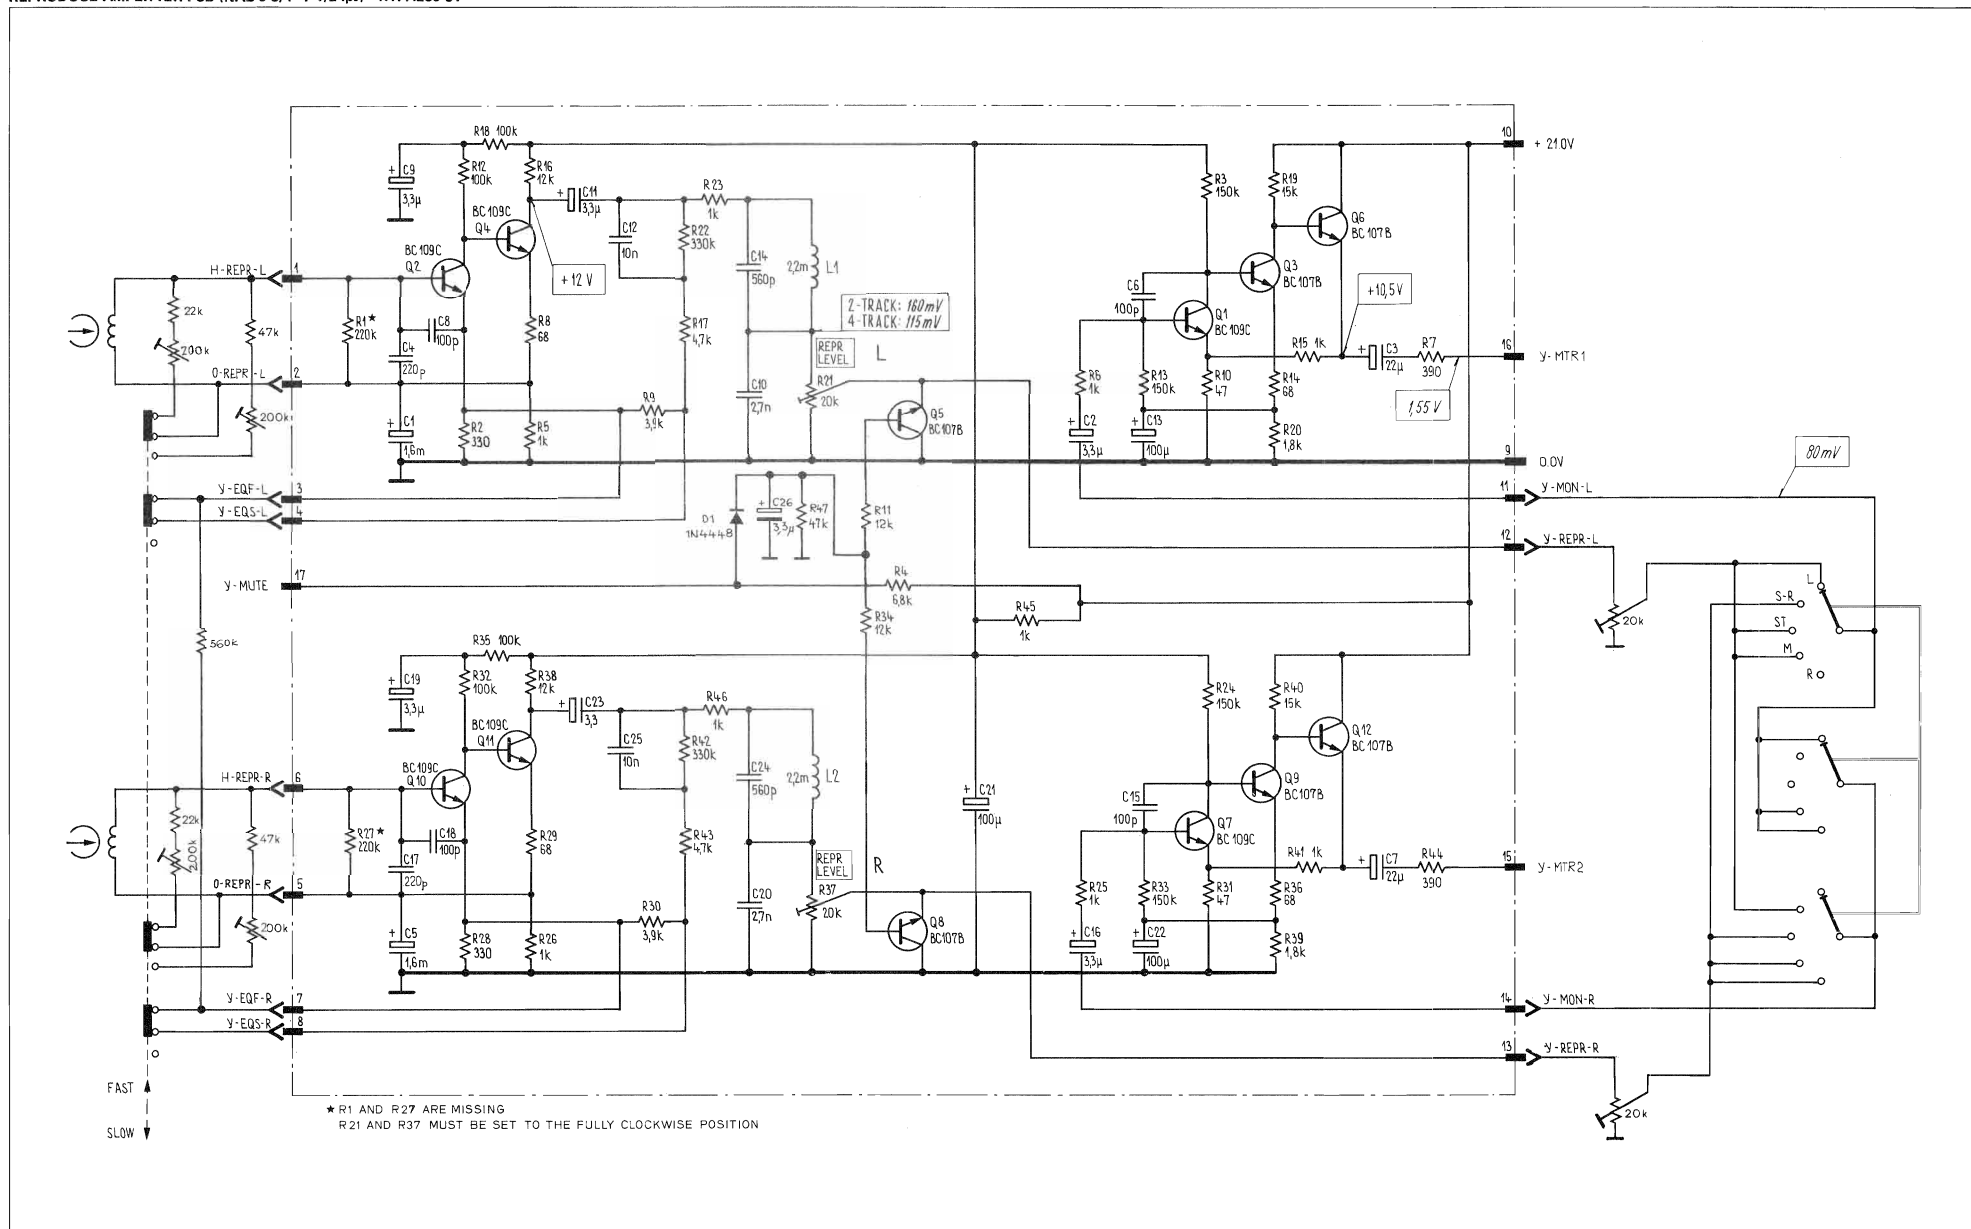 R18 100k
C9
3,3µ
R12
100k
R16
12k
C11
3,3µ
BC109C
Q4
BC109C
Q2
+12 V
C12
10n
R23
1k
R22
330k
C14
560p
2,2m
L1
2-TRACK: 160mV
4-TRACK: 115mV
REPR
LEVEL
L
H-REPR-L
1
22k
200k
47k
R1★
220k
C8
100p
C4
220p
R8
68
R17
4,7k
O-REPR-L
2
200k
C1
1,6m
R2
330
R5
1k
R9
3,9k
C10
2,7n
R21
20k
Q5
BC107B
R3
150k
R19
15k
Q6
BC107B
Q3
BC107B
C6
100p
Q1
BC109C
+10,5V
R15 1k
C3
22µ
R7
390
1,55V
R6
1k
R13
150k
R10
47
R14
68
C2
3,3µ
C13
100µ
R20
1,8k
10
+ 21.0V
16
Y-MTR1
9
0.0V
11
Y-MON-L
80mV
12
Y-REPR-L
Y-EQF-L
3
Y-EQS-L
4
D1
1N4448
C26
3,3µ
R47
47k
R11
12k
Y-MUTE
17
R4
6,8k
R34
12k
R45
1k
560k
20k
L
S-R
ST
M
R
R35 100k
C19
3,3µ
R32
100k
R38
12k
C23
3,3
BC109C
Q11
BC109C
Q10
C25
10n
R46
1k
R42
330k
C24
560p
2,2m
L2
REPR
LEVEL
R
H-REPR-R
6
22k
200k
47k
R27★
220k
C18
100p
C17
220p
R29
68
R43
4,7k
O-REPR-R
5
200k
C5
1,6m
R28
330
R26
1k
R30
3,9k
C20
2,7n
R37
20k
Q8
BC107B
C21
100µ
R24
150k
R40
15k
Q12
BC107B
Q9
BC107B
C15
100p
Q7
BC109C
R41 1k
C7
22µ
R44
390
R25
1k
R33
150k
R31
47
R36
68
C16
3,3µ
C22
100µ
R39
1,8k
15
Y-MTR2
14
Y-MON-R
13
Y-REPR-R
20k
Y-EQF-R
7
Y-EQS-R
8
FAST
SLOW
★ R1 AND R27 ARE MISSING
R21 AND R37 MUST BE SET TO THE FULLY CLOCKWISE POSITION